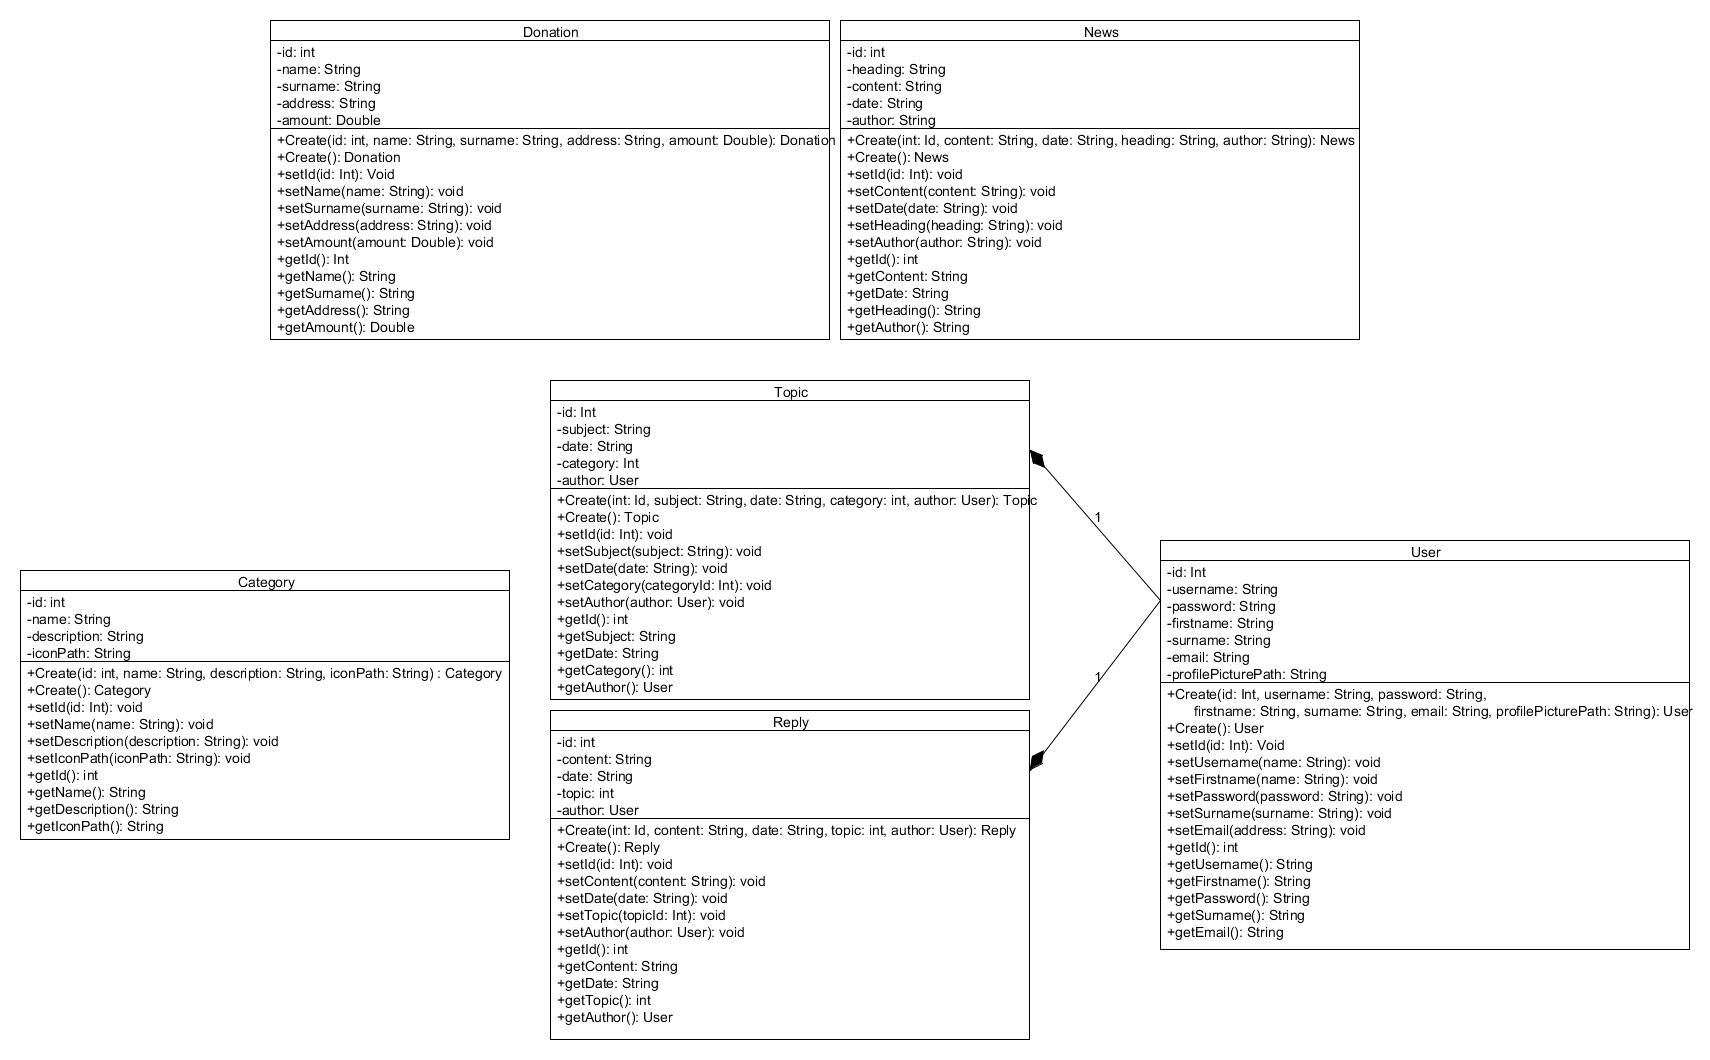 Donation
-id: int
-name: String
-surname: String
-address: String
-amount: Double
+Create(id: int, name: String, surname: String, address: String, amount: Double): Donation
+Create(): Donation
+setId(id: Int): Void
+setName(name: String): void
+setSurname(surname: String): void
+setAddress(address: String): void
+setAmount(amount: Double): void
+getId(): Int
+getName(): String
+getSurname(): String
+getAddress(): String
+getAmount(): Double
News
-id: int
-heading: String
-content: String
-date: String
-author: String
+Create(int: Id, content: String, date: String, heading: String, author: String): News
+Create(): News
+setId(id: Int): void
+setContent(content: String): void
+setDate(date: String): void
+setHeading(heading: String): void
+setAuthor(author: String): void
+getId(): int
+getContent: String
+getDate: String
+getHeading(): String
+getAuthor(): String
Topic
-id: Int
-subject: String
-date: String
-category: Int
-author: User
+Create(int: Id, subject: String, date: String, category: int, author: User): Topic
+Create(): Topic
+setId(id: Int): void
+setSubject(subject: String): void
+setDate(date: String): void
+setCategory(categoryId: Int): void
+setAuthor(author: User): void
+getId(): int
+getSubject: String
+getDate: String
+getCategory(): int
+getAuthor(): User
1
1
Category
-id: int
-name: String
-description: String
-iconPath: String
+Create(id: int, name: String, description: String, iconPath: String) : Category
+Create(): Category
+setId(id: Int): void
+setName(name: String): void
+setDescription(description: String): void
+setIconPath(iconPath: String): void
+getId(): int
+getName(): String
+getDescription(): String
+getIconPath(): String
Reply
-id: int
-content: String
-date: String
-topic: int
-author: User
+Create(int: Id, content: String, date: String, topic: int, author: User): Reply
+Create(): Reply
+setId(id: Int): void
+setContent(content: String): void
+setDate(date: String): void
+setTopic(topicId: Int): void
+setAuthor(author: User): void
+getId(): int
+getContent: String
+getDate: String
+getTopic(): int
+getAuthor(): User
User
-id: Int
-username: String
-password: String
-firstname: String
-surname: String
-email: String
-profilePicturePath: String
+Create(id: Int, username: String, password: String,
firstname: String, surname: String, email: String, profilePicturePath: String): User
+Create(): User
+setId(id: Int): Void
+setUsername(name: String): void
+setFirstname(name: String): void
+setPassword(password: String): void
+setSurname(surname: String): void
+setEmail(address: String): void
+getId(): int
+getUsername(): String
+getFirstname(): String
+getPassword(): String
+getSurname(): String
+getEmail(): String